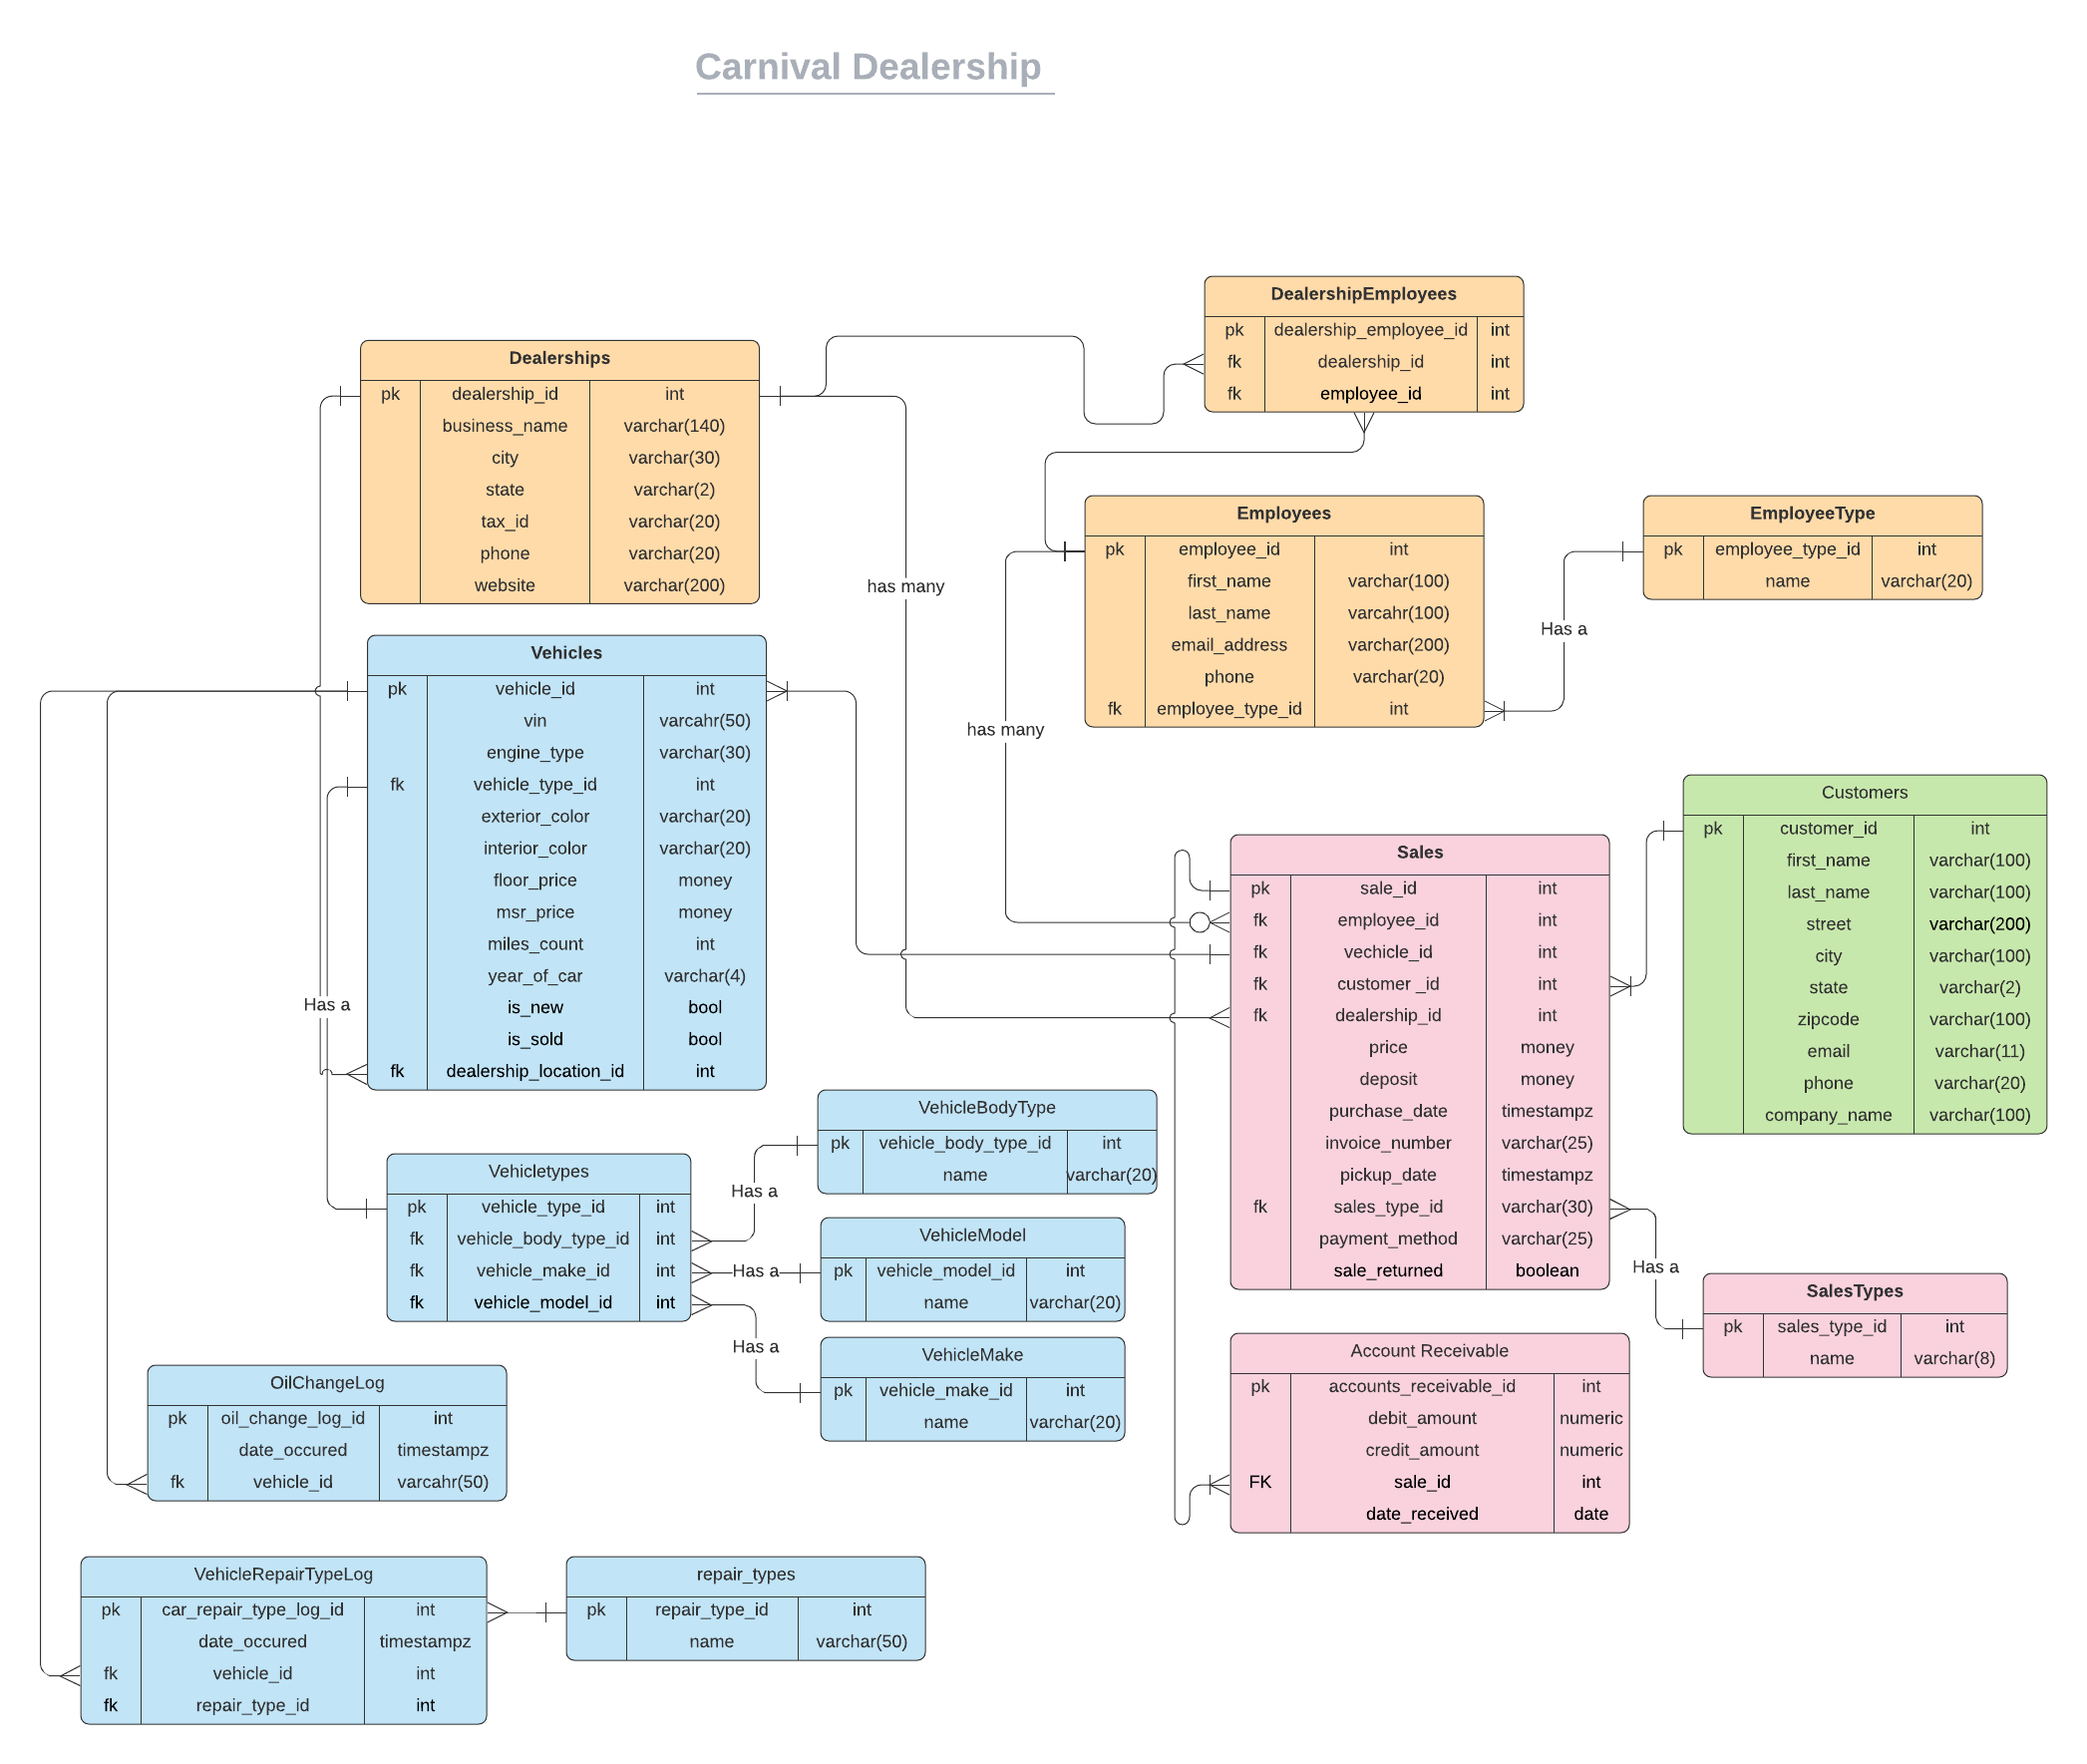 Carnival Dealership
DealershipEmployees
pk dealership_employee_id int
fk dealership_id int
fk employee_id int
Dealerships
pk dealership_id int
business_name varchar(140)
city varchar(30)
state varchar(2)
tax_id varchar(20)
phone varchar(20)
website varchar(200)
has many
Employees
pk employee_id int
first_name varchar(100)
last_name varcahr(100)
email_address varchar(200)
phone varchar(20)
fk employee_type_id int
EmployeeType
pk employee_type_id int
name varchar(20)
Has a
has many
Vehicles
pk vehicle_id int
vin varcahr(50)
engine_type varchar(30)
fk vehicle_type_id int
exterior_color varchar(20)
interior_color varchar(20)
floor_price money
msr_price money
miles_count int
year_of_car varchar(4)
is_new bool
is_sold bool
fk dealership_location_id int
Has a
Customers
pk customer_id int
first_name varchar(100)
last_name varchar(100)
street varchar(200)
city varchar(100)
state varchar(2)
zipcode varchar(100)
email varchar(11)
phone varchar(20)
company_name varchar(100)
Sales
pk sale_id int
fk employee_id int
fk vechicle_id int
fk customer _id int
fk dealership_id int
price money
deposit money
purchase_date timestampz
invoice_number varchar(25)
pickup_date timestampz
fk sales_type_id varchar(30)
payment_method varchar(25)
sale_returned boolean
Has a
SalesTypes
pk sales_type_id int
name varchar(8)
VehicleBodyType
pk vehicle_body_type_id int
name varchar(20)
Vehicletypes
pk vehicle_type_id int
fk vehicle_body_type_id int
fk vehicle_make_id int
fk vehicle_model_id int
Has a
Has a
Has a
VehicleModel
pk vehicle_model_id int
name varchar(20)
VehicleMake
pk vehicle_make_id int
name varchar(20)
Account Receivable
pk accounts_receivable_id int
debit_amount numeric
credit_amount numeric
FK sale_id int
date_received date
OilChangeLog
pk oil_change_log_id int
date_occured timestampz
fk vehicle_id varcahr(50)
VehicleRepairTypeLog
pk car_repair_type_log_id int
date_occured timestampz
fk vehicle_id int
fk repair_type_id int
repair_types
pk repair_type_id int
name varchar(50)